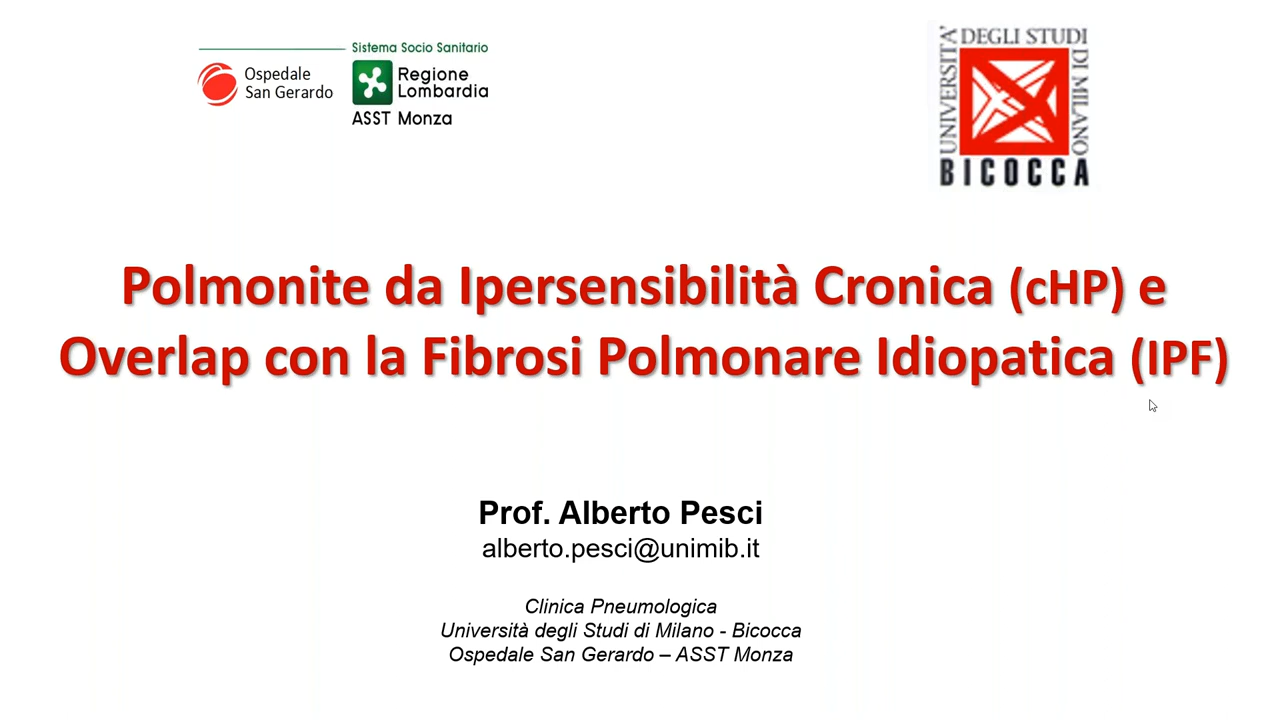 Sistema Socio Sanitario
Ospedale
San Gerardo
Regione
Lombardia
ASST Monza
UNIVERSITÀ
DEGLI STUDI
DI MILANO
BICOCCA
Polmonite da Ipersensibilità Cronica (cHP) e
Overlap con la Fibrosi Polmonare Idiopatica (IPF)
Prof. Alberto Pesci
alberto.pesci@unimib.it
Clinica Pneumologica
Università degli Studi di Milano - Bicocca
Ospedale San Gerardo – ASST Monza